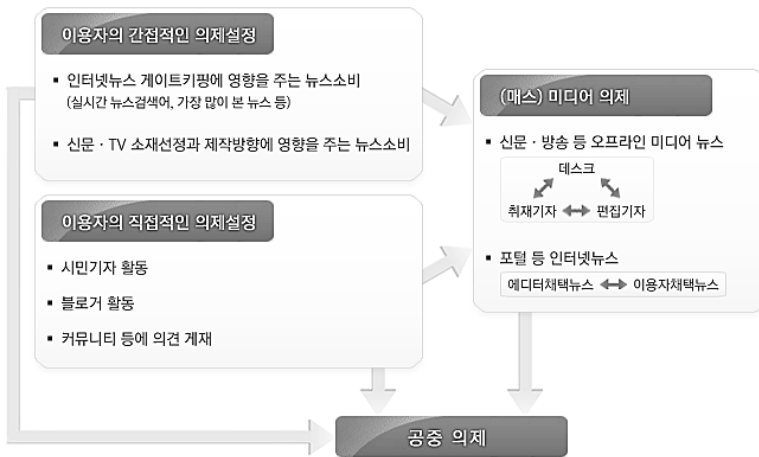 이용자의 간접적인 의제설정
▪ 인터넷뉴스 게이트키핑에 영향을 주는 뉴스소비
(실시간 뉴스검색어, 가장 많이 본 뉴스 등)
▪ 신문 · TV 소재선정과 제작방향에 영향을 주는 뉴스소비
이용자의 직접적인 의제설정
▪ 시민기자 활동
▪ 블로거 활동
▪ 커뮤니티 등에 의견 게재
(매스) 미디어 의제
▪ 신문 · 방송 등 오프라인 미디어 뉴스
데스크
취재기자 편집기자
▪ 포털 등 인터넷뉴스
에디터채택뉴스 이용자채택뉴스
공중 의제